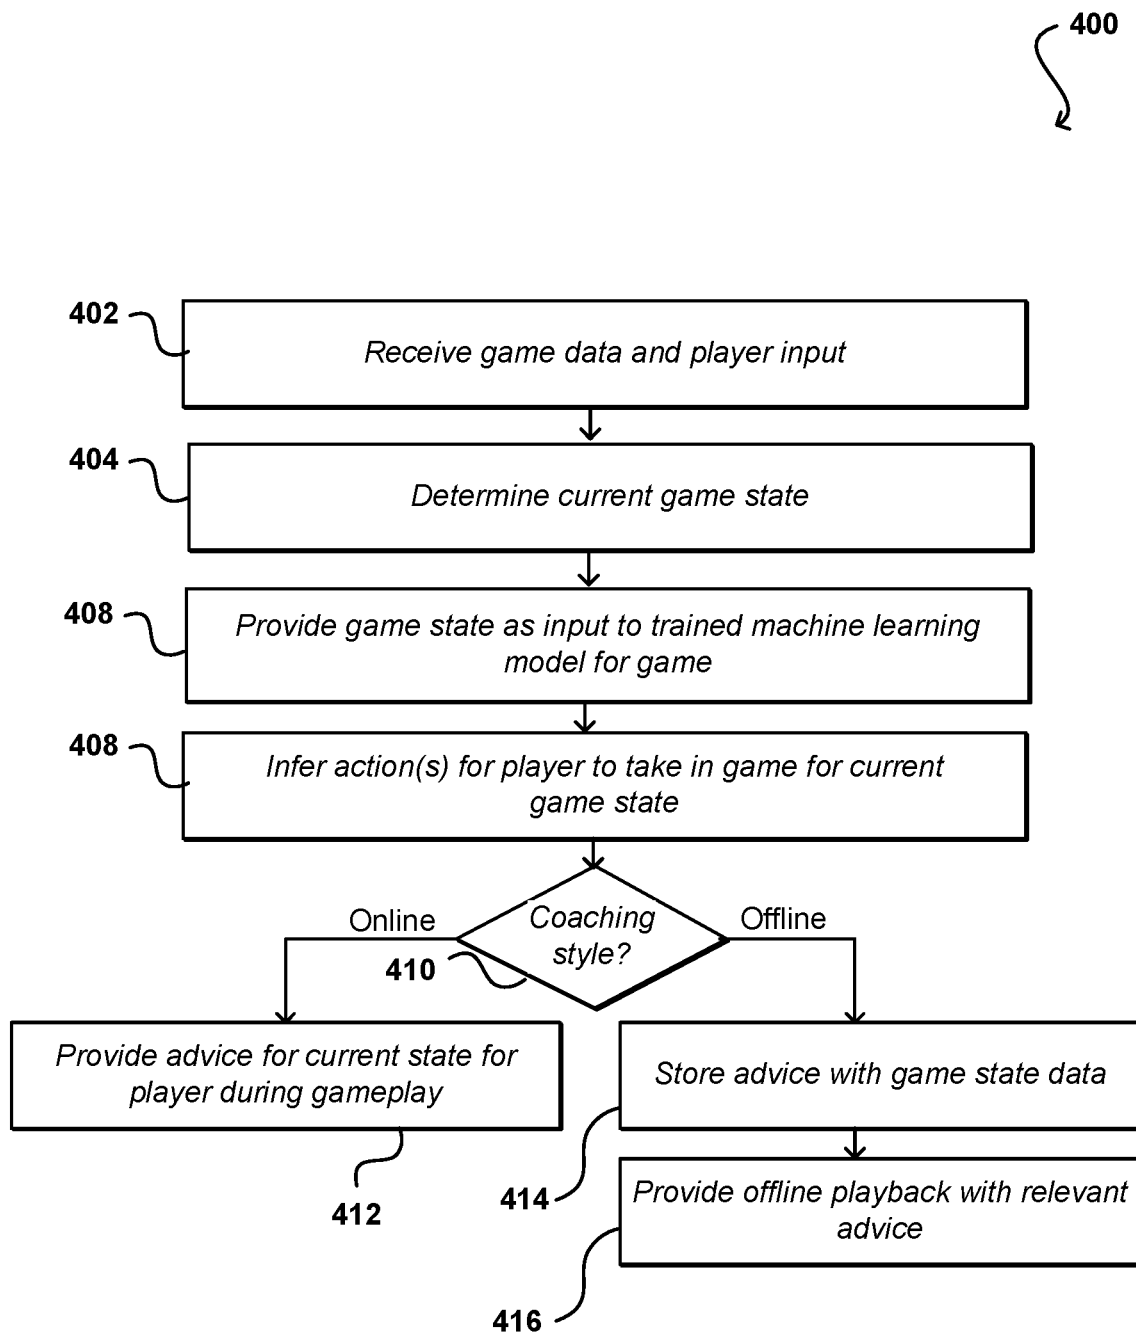 400
402
Receive game data and player input
404
Determine current game state
408
Provide game state as input to trained machine learning
model for game
408
Infer action(s) for player to take in game for current
game state
Online
Coaching
style?
Offline
410
Provide advice for current state for
player during gameplay
412
Store advice with game state data
414
Provide offline playback with relevant
advice
416